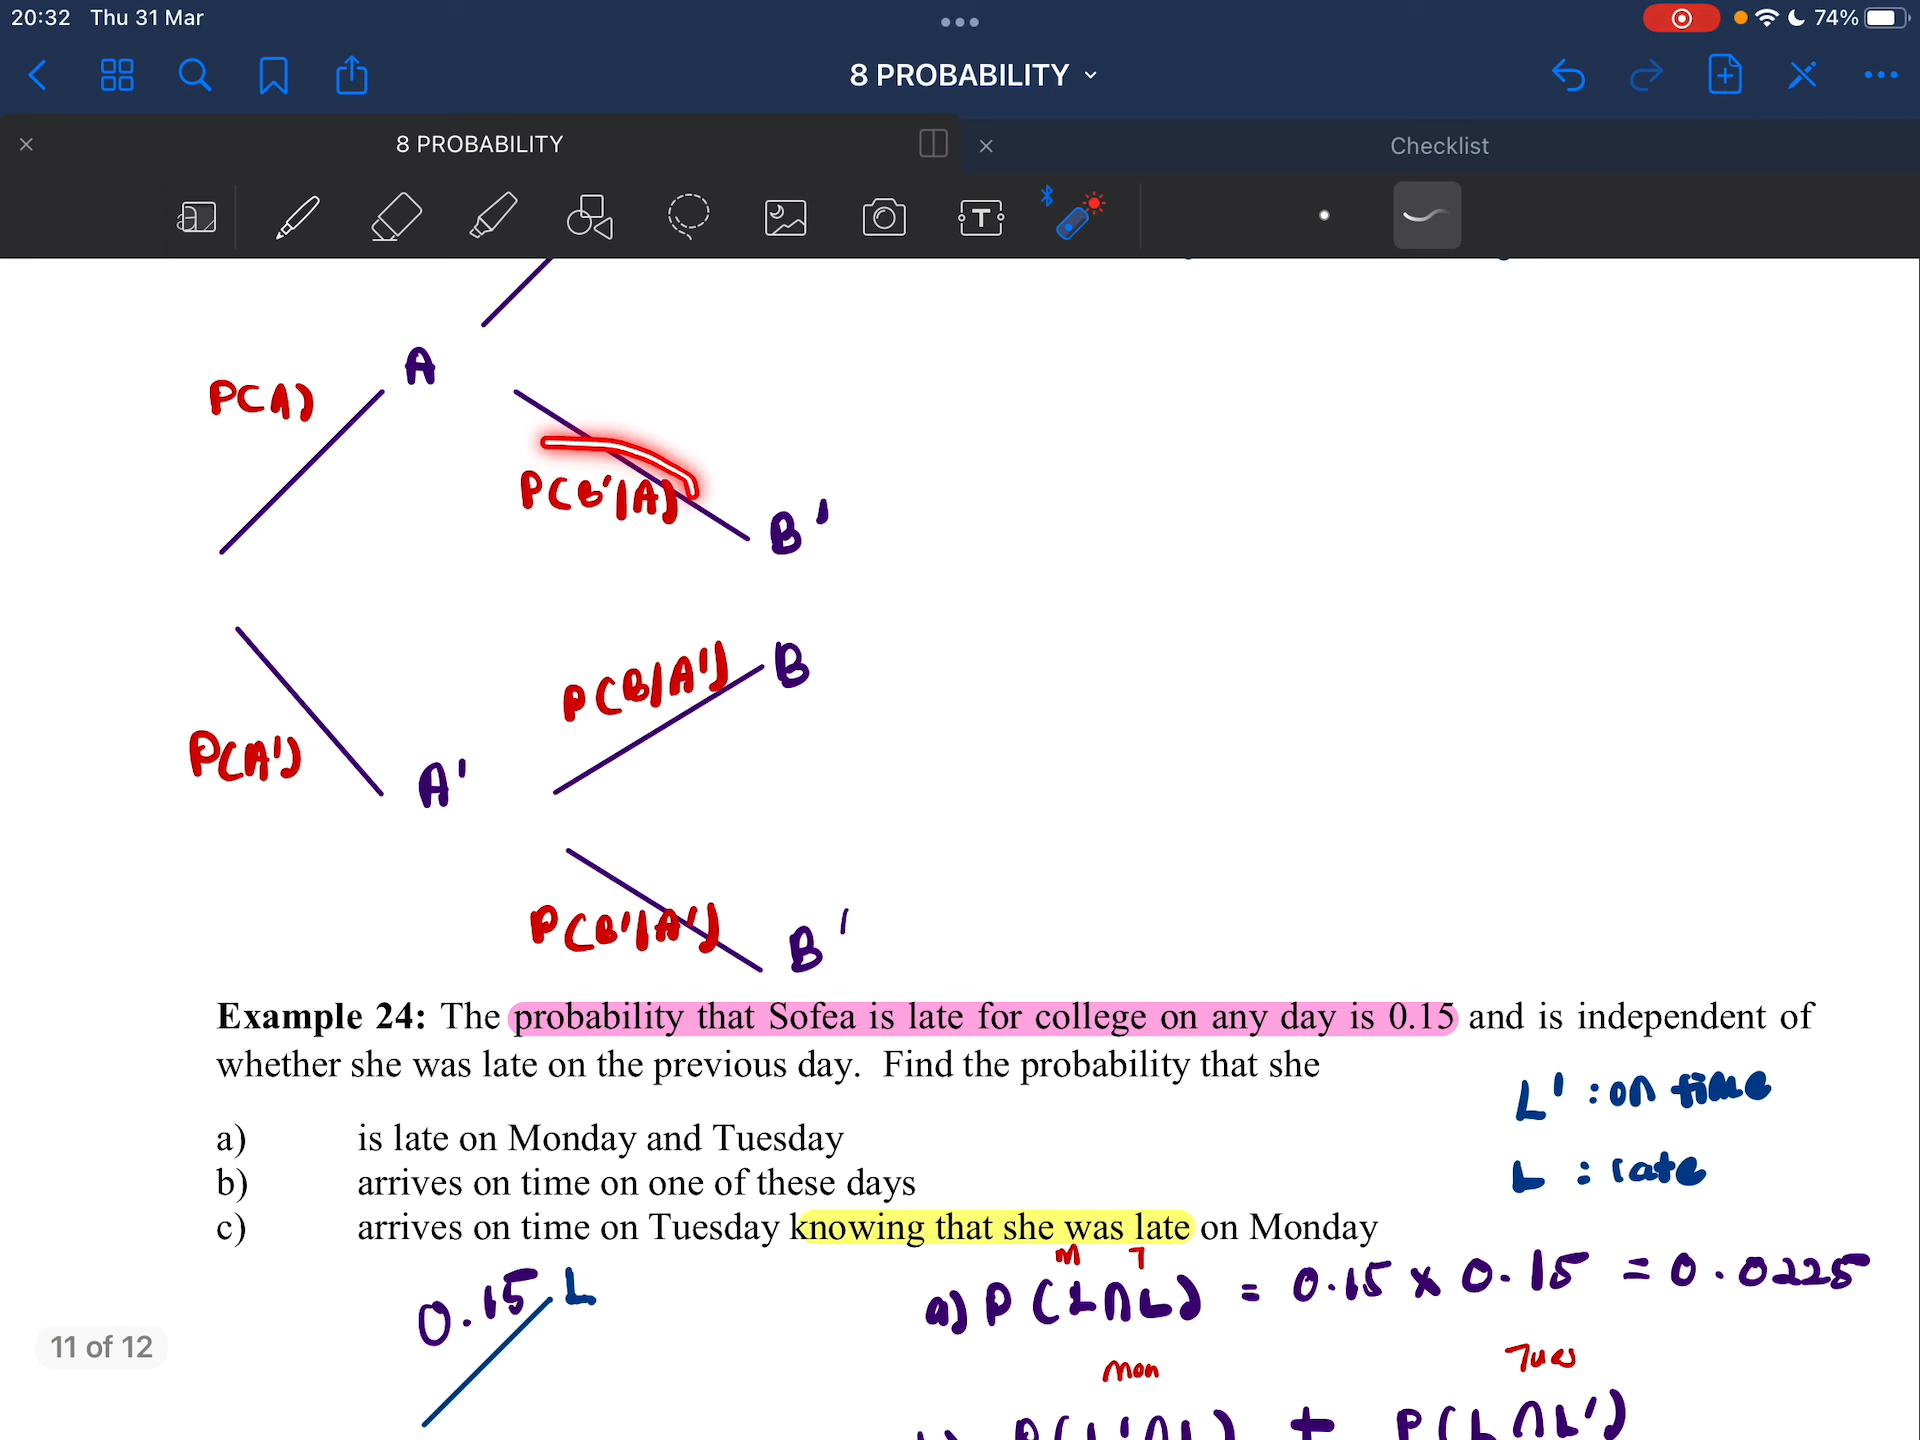 20:32 Thu 31 Mar
74%
8 PROBABILITY
8 PROBABILITY
Checklist
A
P(A)
P(B'|A)
B'
P(B|A')
B
P(A')
A'
P(B'|A')
B'
Example 24: The probability that Sofea is late for college on any day is 0.15 and is independent of
whether she was late on the previous day. Find the probability that she
L' : on time
a) is late on Monday and Tuesday
L : late
b) arrives on time on one of these days
c) arrives on time on Tuesday knowing that she was late on Monday
M T
0.15 L
a) P(L∩L) = 0.15 x 0.15 = 0.0225
11 of 12
Mon Tues
b) P(L'∩L) + P(L∩L')